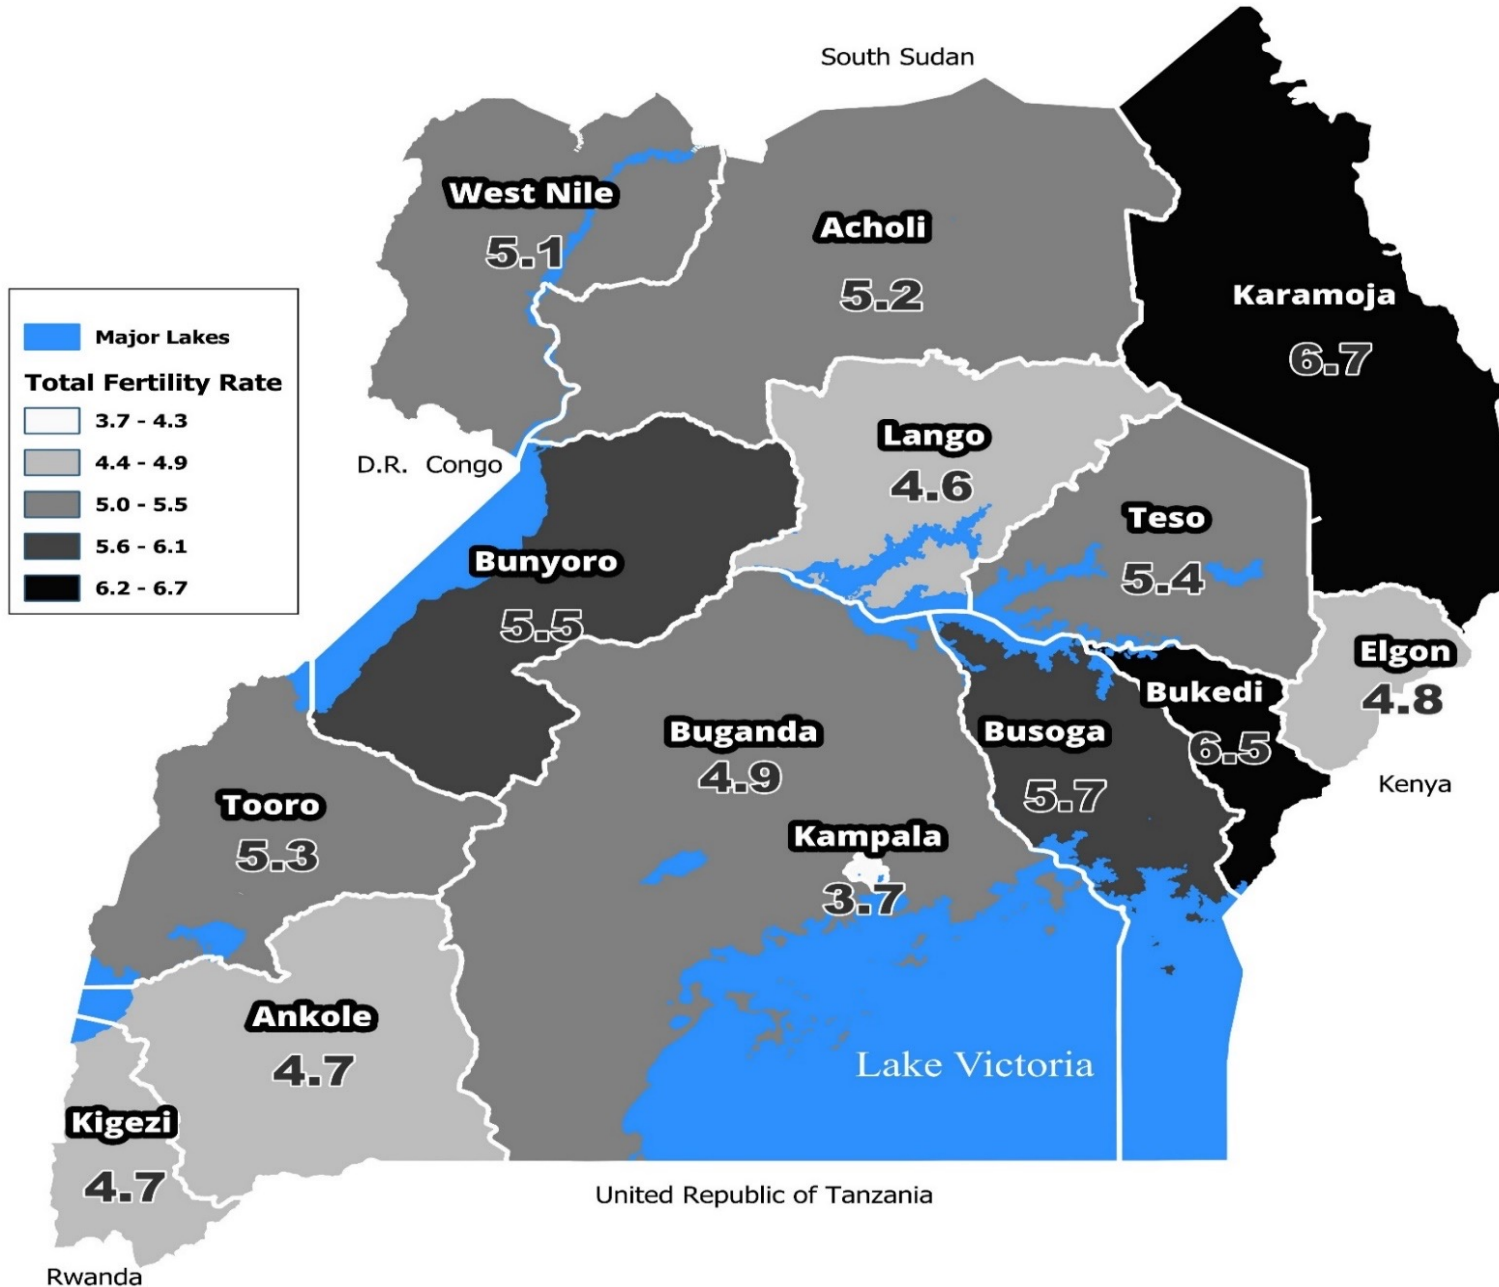 South Sudan
West Nile
5.1
Acholi
5.2
Karamoja
6.7
Major Lakes
Total Fertility Rate
3.7 - 4.3
4.4 - 4.9
5.0 - 5.5
5.6 - 6.1
6.2 - 6.7
D.R. Congo
Lango
4.6
Teso
5.4
Bunyoro
5.5
Elgon
4.8
Bukedi
6.5
Buganda
4.9
Busoga
5.7
Kenya
Tooro
5.3
Kampala
3.7
Ankole
4.7
Lake Victoria
Kigezi
4.7
United Republic of Tanzania
Rwanda